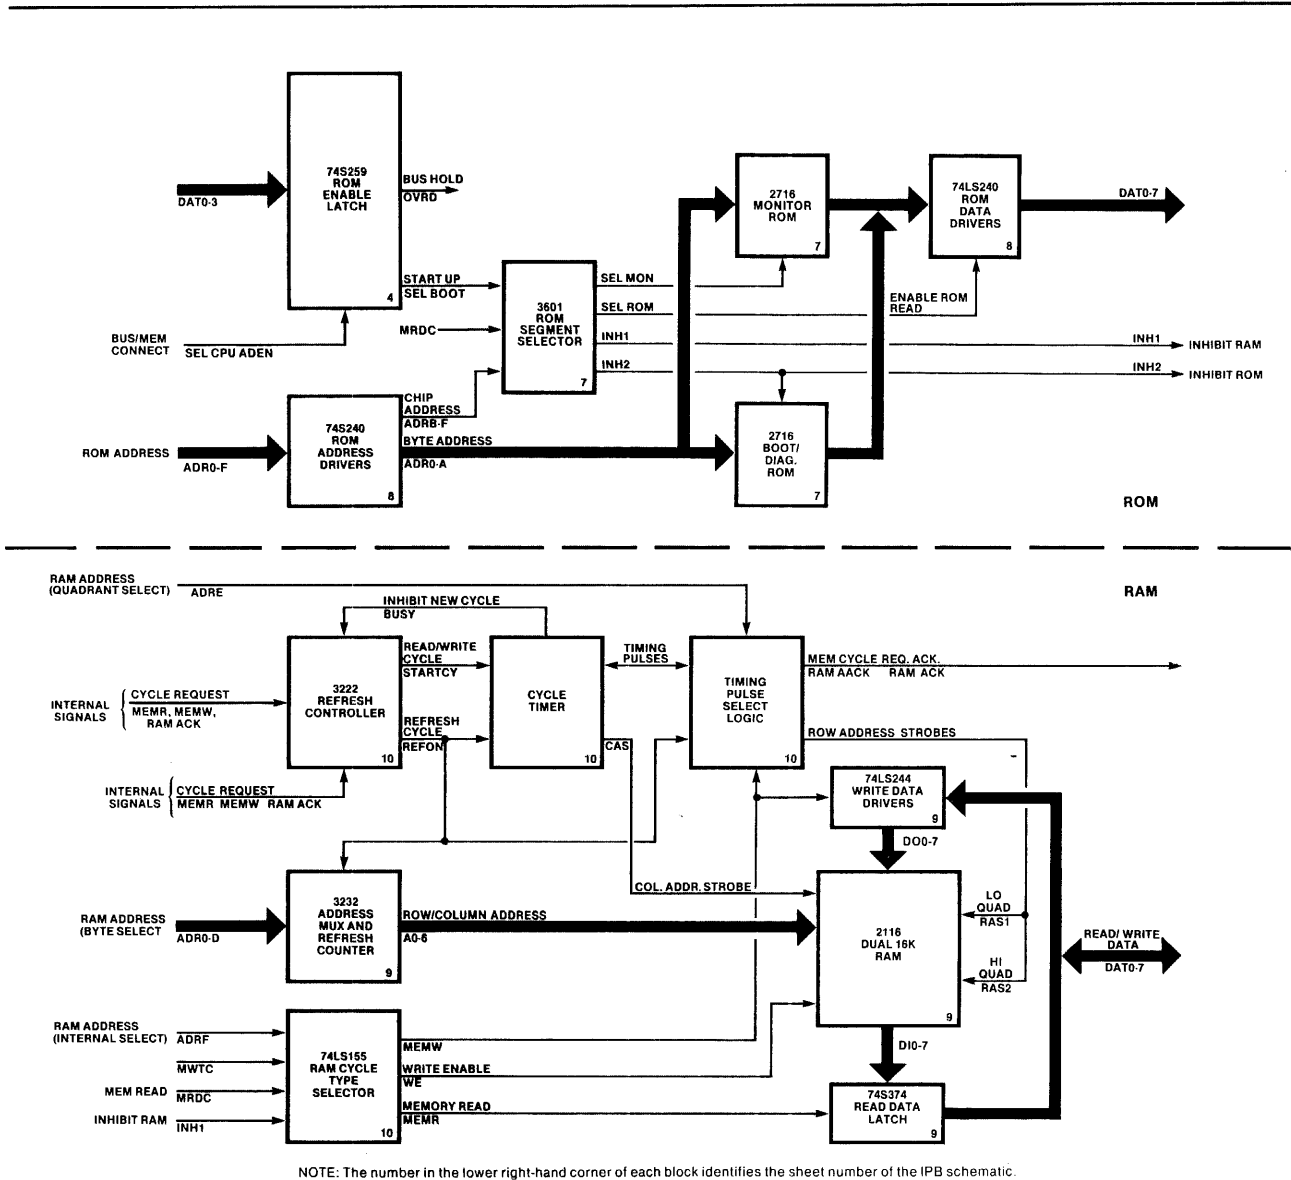 74S259
ROM
ENABLE
LATCH
4
DAT0-3
BUS HOLD
OVRD
START UP
SEL BOOT
BUS/MEM
CONNECT
SEL CPU ADEN
MRDC
3601
ROM
SEGMENT
SELECTOR
7
SEL MON
SEL ROM
INH1
INH2
2716
MONITOR
ROM
7
74LS240
ROM
DATA
DRIVERS
8
DAT0-7
ENABLE ROM
READ
INH1
INHIBIT RAM
INH2
INHIBIT ROM
CHIP
ADDRESS
ADRB-F
BYTE ADDRESS
ADR0-A
ROM ADDRESS
ADR0-F
74S240
ROM
ADDRESS
DRIVERS
8
2716
BOOT/
DIAG.
ROM
7
ROM
RAM ADDRESS
(QUADRANT SELECT)
ADRE
RAM
INHIBIT NEW CYCLE
BUSY
3222
REFRESH
CONTROLLER
10
READ/WRITE
CYCLE
STARTCY
REFRESH
CYCLE
REFON
CYCLE
TIMER
10
TIMING
PULSES
TIMING
PULSE
SELECT
LOGIC
10
MEM CYCLE REQ. ACK.
RAM AACK RAM ACK
INTERNAL
SIGNALS
CYCLE REQUEST
MEMR, MEMW,
RAM ACK
INTERNAL
SIGNALS
CYCLE REQUEST
MEMR MEMW RAM ACK
CAS
ROW ADDRESS STROBES
74LS244
WRITE DATA
DRIVERS
9
DO0-7
COL. ADDR. STROBE
RAM ADDRESS
(BYTE SELECT
ADR0-D
3232
ADDRESS
MUX AND
REFRESH
COUNTER
9
ROW/COLUMN ADDRESS
A0-6
2116
DUAL 16K
RAM
9
LO
QUAD
RAS1
HI
QUAD
RAS2
READ/WRITE
DATA
DAT0-7
RAM ADDRESS
(INTERNAL SELECT)
ADRF
MWTC
MEM READ
MRDC
INHIBIT RAM
INH1
74LS155
RAM CYCLE
TYPE
SELECTOR
10
MEMW
WRITE ENABLE
WE
MEMORY READ
MEMR
DI0-7
74S374
READ DATA
LATCH
9
NOTE: The number in the lower right-hand corner of each block identifies the sheet number of the IPB schematic.